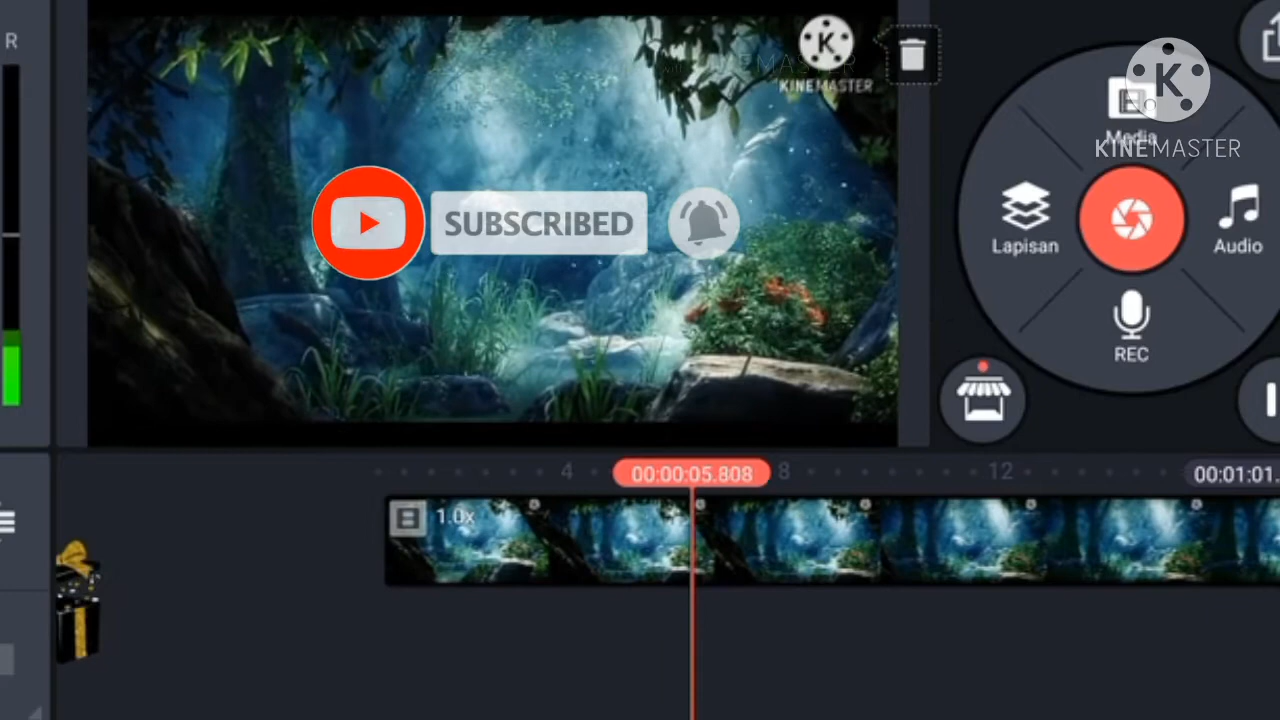 R
KINEMASTER
Media
KINEMASTER
SUBSCRIBED
Lapisan
Audio
REC
4
00:00:05.808
8
12
00:01:01.
1.0x